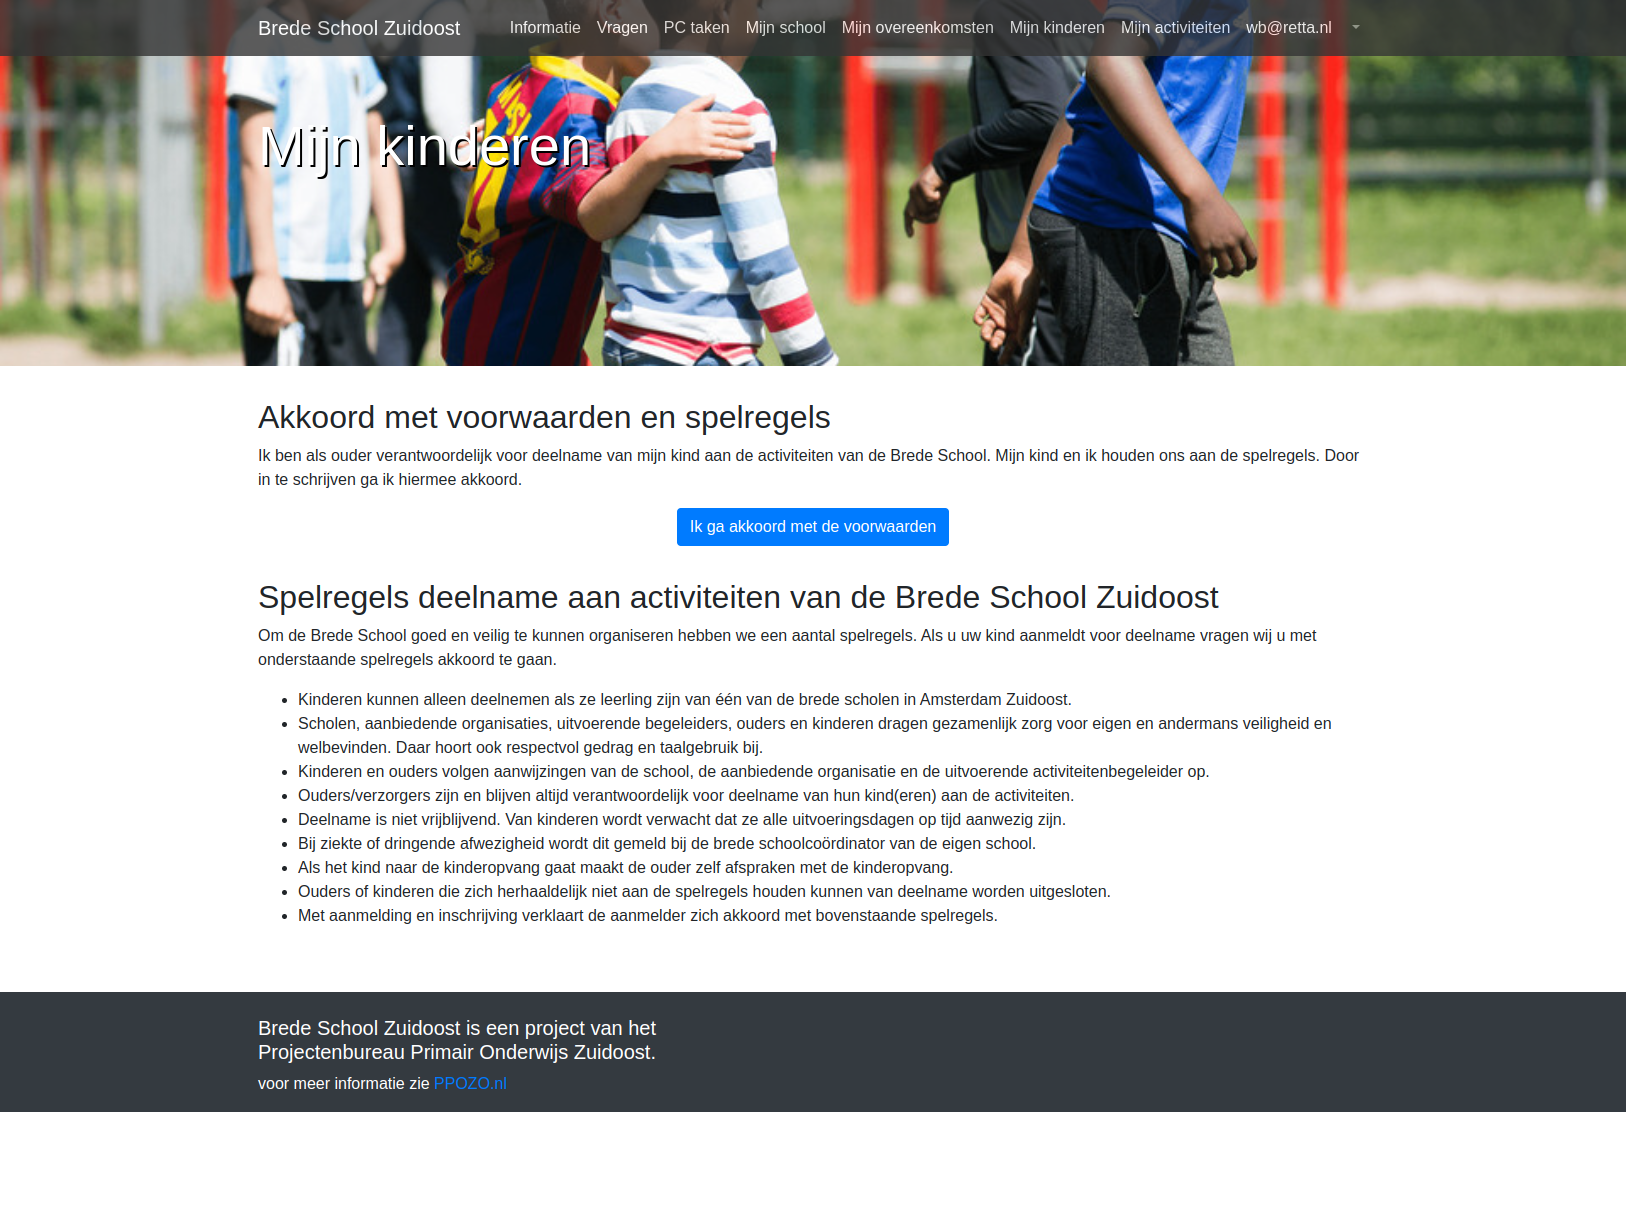 Brede School Zuidoost
Informatie Vragen PC taken Mijn school Mijn overeenkomsten Mijn kinderen Mijn activiteiten wb@retta.nl
Mijn kinderen
Akkoord met voorwaarden en spelregels
Ik ben als ouder verantwoordelijk voor deelname van mijn kind aan de activiteiten van de Brede School. Mijn kind en ik houden ons aan de spelregels. Door
in te schrijven ga ik hiermee akkoord.
Ik ga akkoord met de voorwaarden
Spelregels deelname aan activiteiten van de Brede School Zuidoost
Om de Brede School goed en veilig te kunnen organiseren hebben we een aantal spelregels. Als u uw kind aanmeldt voor deelname vragen wij u met
onderstaande spelregels akkoord te gaan.
• Kinderen kunnen alleen deelnemen als ze leerling zijn van één van de brede scholen in Amsterdam Zuidoost.
• Scholen, aanbiedende organisaties, uitvoerende begeleiders, ouders en kinderen dragen gezamenlijk zorg voor eigen en andermans veiligheid en
welbevinden. Daar hoort ook respectvol gedrag en taalgebruik bij.
• Kinderen en ouders volgen aanwijzingen van de school, de aanbiedende organisatie en de uitvoerende activiteitenbegeleider op.
• Ouders/verzorgers zijn en blijven altijd verantwoordelijk voor deelname van hun kind(eren) aan de activiteiten.
• Deelname is niet vrijblijvend. Van kinderen wordt verwacht dat ze alle uitvoeringsdagen op tijd aanwezig zijn.
• Bij ziekte of dringende afwezigheid wordt dit gemeld bij de brede schoolcoördinator van de eigen school.
• Als het kind naar de kinderopvang gaat maakt de ouder zelf afspraken met de kinderopvang.
• Ouders of kinderen die zich herhaaldelijk niet aan de spelregels houden kunnen van deelname worden uitgesloten.
• Met aanmelding en inschrijving verklaart de aanmelder zich akkoord met bovenstaande spelregels.
Brede School Zuidoost is een project van het
Projectenbureau Primair Onderwijs Zuidoost.
voor meer informatie zie PPOZO.nl